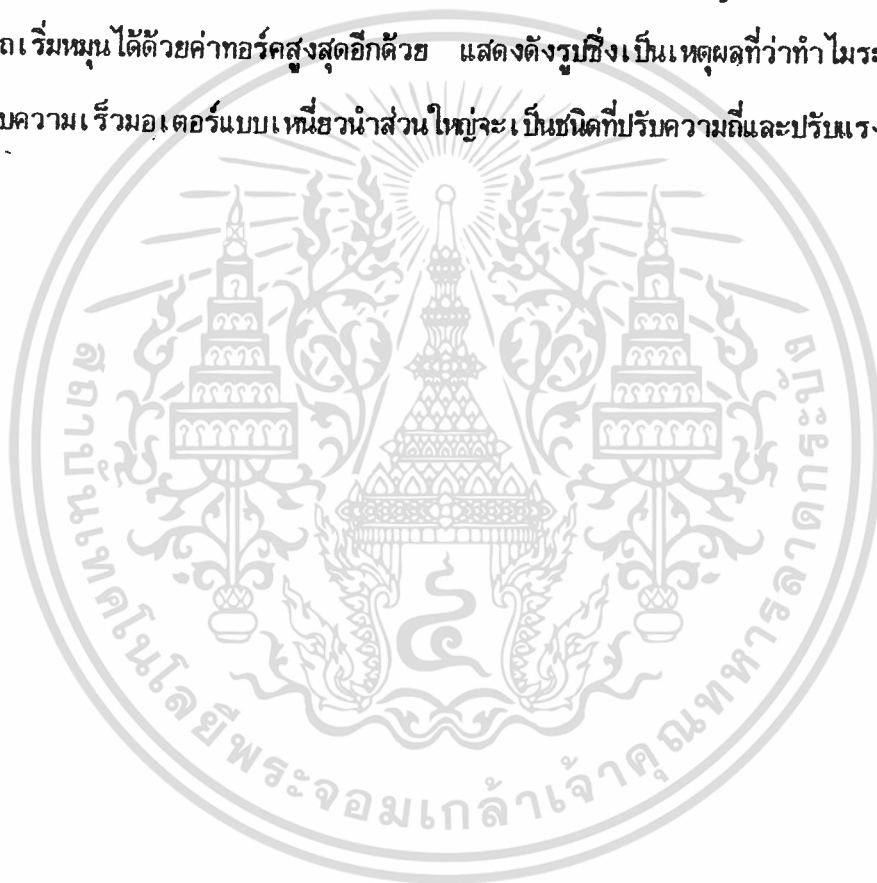 ถเริ่มหมุนได้ด้วยค่าทอร์คสูงสุดอีกด้วย แสดงดังรูปซึ่งเป็นเหตุผลที่ว่าทำไมระ
บความเร็วมอเตอร์แบบเหนี่ยวนำส่วนใหญ่จะเป็นชนิดที่ปรับความถี่และปรับแรง
สถาบันเทคโนโลยีพระจอมเกล้าเจ้าคุณทหารลาดกระบัง
๔